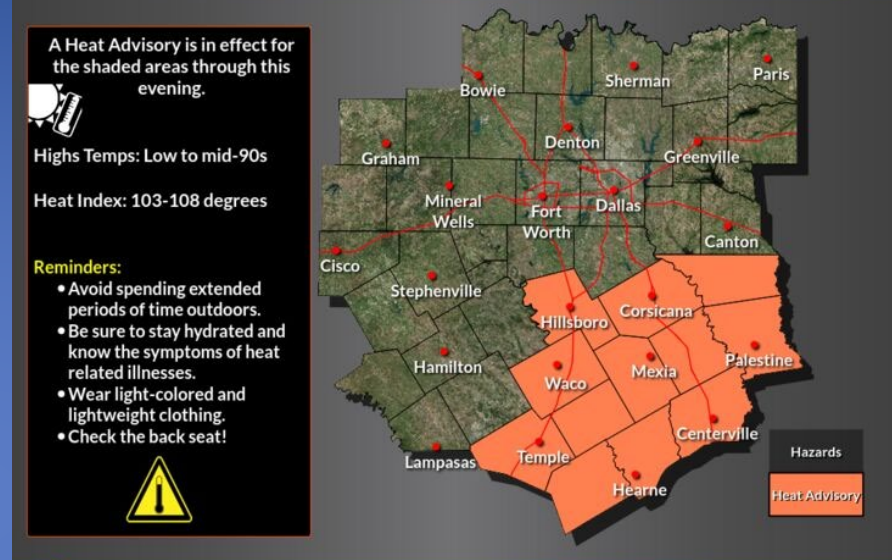 A Heat Advisory is in effect for
the shaded areas through this
evening.
Highs Temps: Low to mid-90s
Heat Index: 103-108 degrees
Reminders:
• Avoid spending extended
periods of time outdoors.
• Be sure to stay hydrated and
know the symptoms of heat
related illnesses.
• Wear light-colored and
lightweight clothing.
• Check the back seat!
Bowie
Sherman
Paris
Graham
Denton
Greenville
Mineral
Wells
Fort
Worth
Dallas
Canton
Cisco
Stephenville
Hillsboro
Corsicana
Hamilton
Waco
Mexia
Palestine
Lampasas
Temple
Centerville
Hearne
Hazards
Heat Advisory